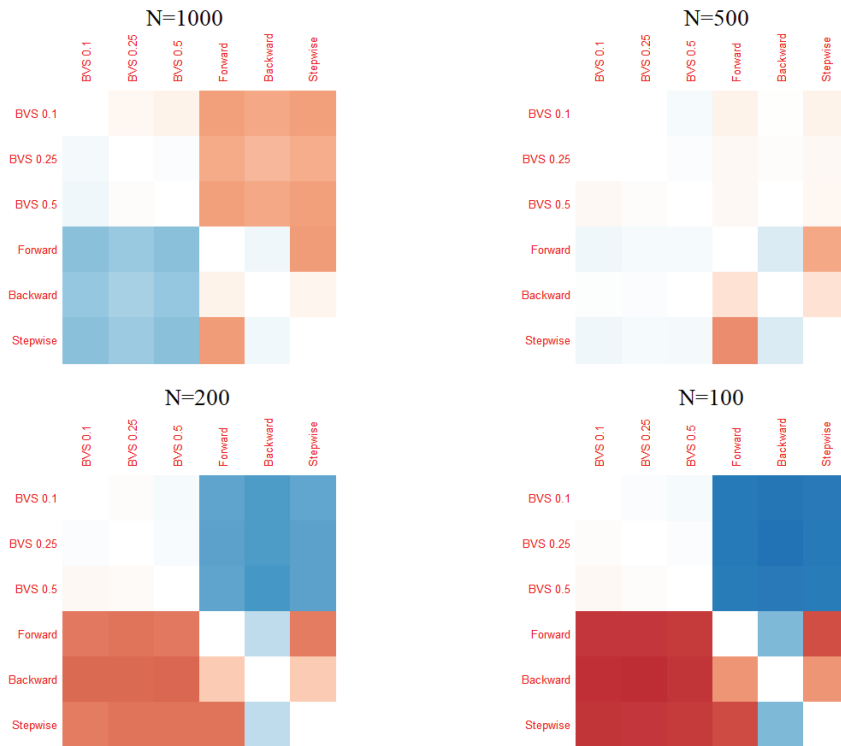 N=1000
BVS 0.1
BVS 0.25
BVS 0.5
Forward
Backward
Stepwise
BVS 0.1
BVS 0.25
BVS 0.5
Forward
Backward
Stepwise
N=500
BVS 0.1
BVS 0.25
BVS 0.5
Forward
Backward
Stepwise
BVS 0.1
BVS 0.25
BVS 0.5
Forward
Backward
Stepwise
N=200
BVS 0.1
BVS 0.25
BVS 0.5
Forward
Backward
Stepwise
BVS 0.1
BVS 0.25
BVS 0.5
Forward
Backward
Stepwise
N=100
BVS 0.1
BVS 0.25
BVS 0.5
Forward
Backward
Stepwise
BVS 0.1
BVS 0.25
BVS 0.5
Forward
Backward
Stepwise